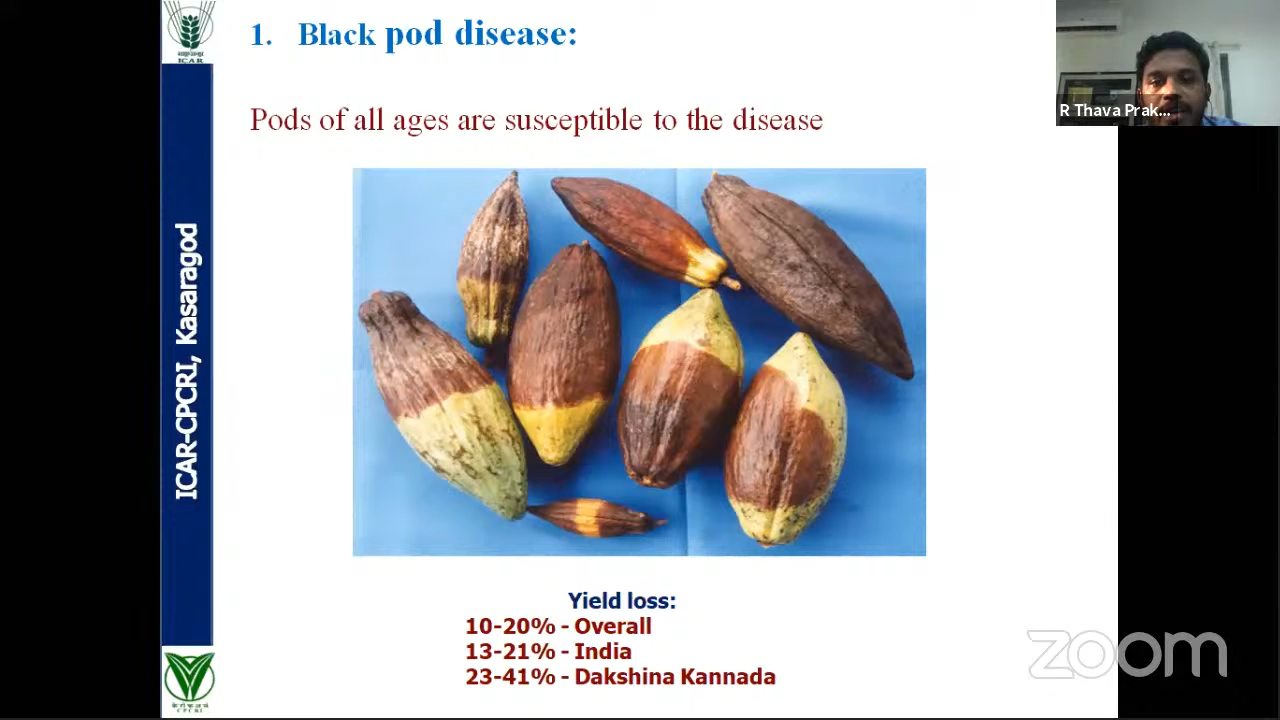 1. Black pod disease:
R Thava Prak...
Pods of all ages are susceptible to the disease
ICAR
ICAR-CPCRI, Kasaragod
Yield loss:
10-20% - Overall
13-21% - India
23-41% - Dakshina Kannada
zoom
CPCRI